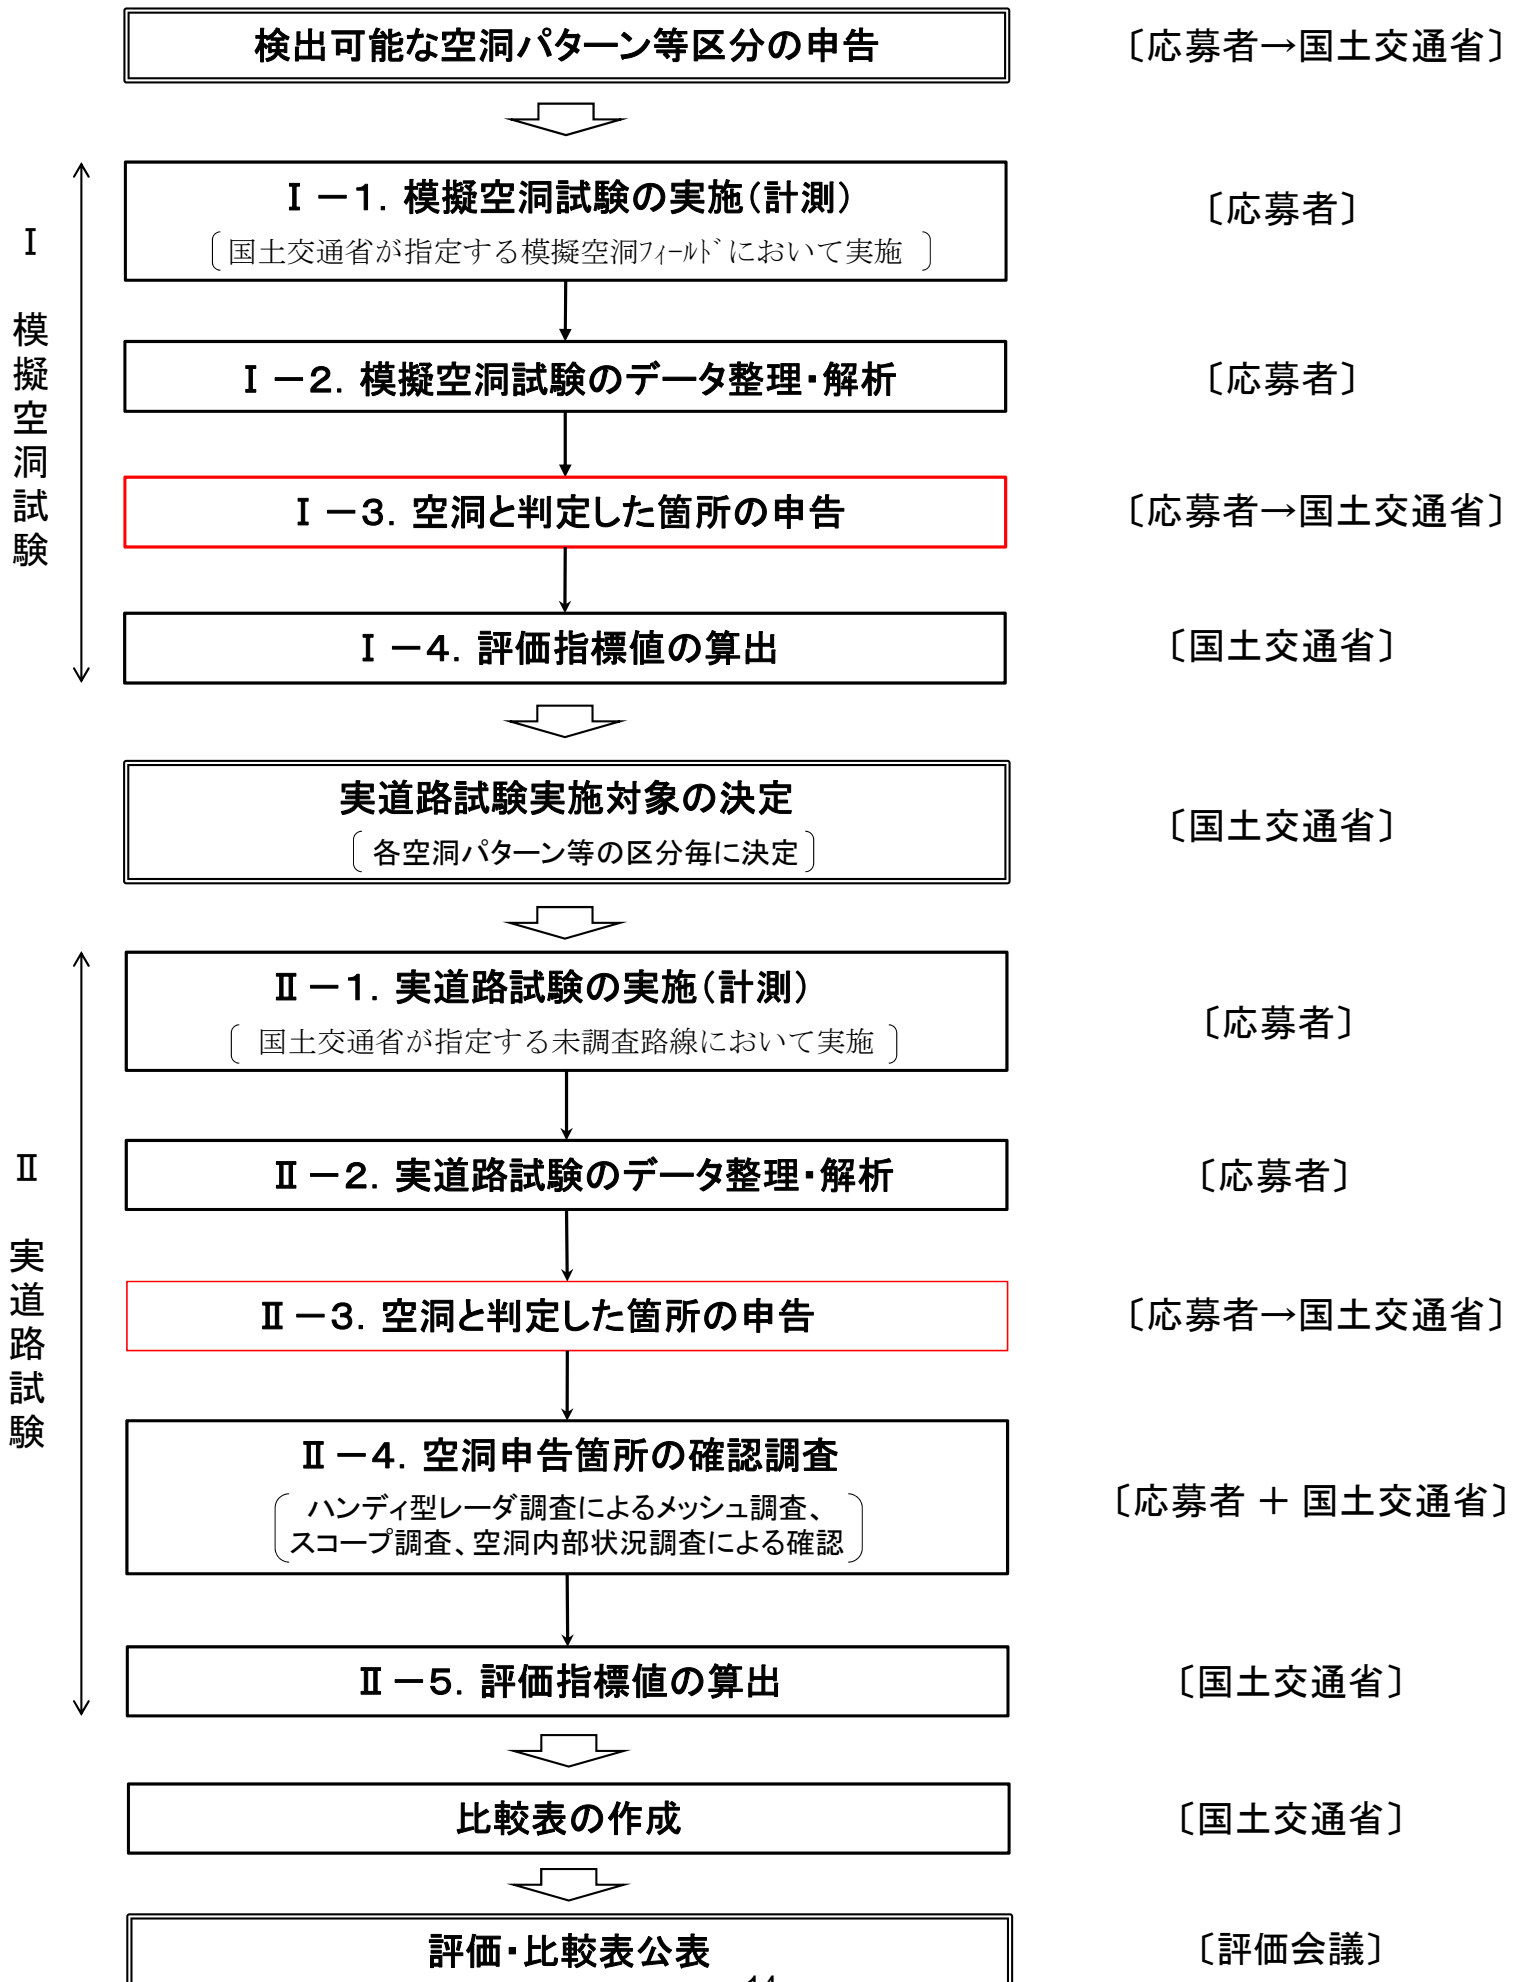 検出可能な空洞パターン等区分の申告
〔応募者→国土交通省〕
Ⅰ 模擬空洞試験
Ⅰ－1．模擬空洞試験の実施（計測）
〔国土交通省が指定する模擬空洞ﾌｨｰﾙﾄﾞにおいて実施〕
〔応募者〕
Ⅰ－2．模擬空洞試験のデータ整理・解析
〔応募者〕
Ⅰ－3．空洞と判定した箇所の申告
〔応募者→国土交通省〕
Ⅰ－4．評価指標値の算出
〔国土交通省〕
実道路試験実施対象の決定
〔各空洞パターン等の区分毎に決定〕
〔国土交通省〕
Ⅱ 実道路試験
Ⅱ－1．実道路試験の実施（計測）
〔国土交通省が指定する未調査路線において実施〕
〔応募者〕
Ⅱ－2．実道路試験のデータ整理・解析
〔応募者〕
Ⅱ－3．空洞と判定した箇所の申告
〔応募者→国土交通省〕
Ⅱ－4．空洞申告箇所の確認調査
〔ハンディ型レーダ調査によるメッシュ調査、
スコープ調査、空洞内部状況調査による確認〕
〔応募者 ＋ 国土交通省〕
Ⅱ－5．評価指標値の算出
〔国土交通省〕
比較表の作成
〔国土交通省〕
評価・比較表公表
〔評価会議〕